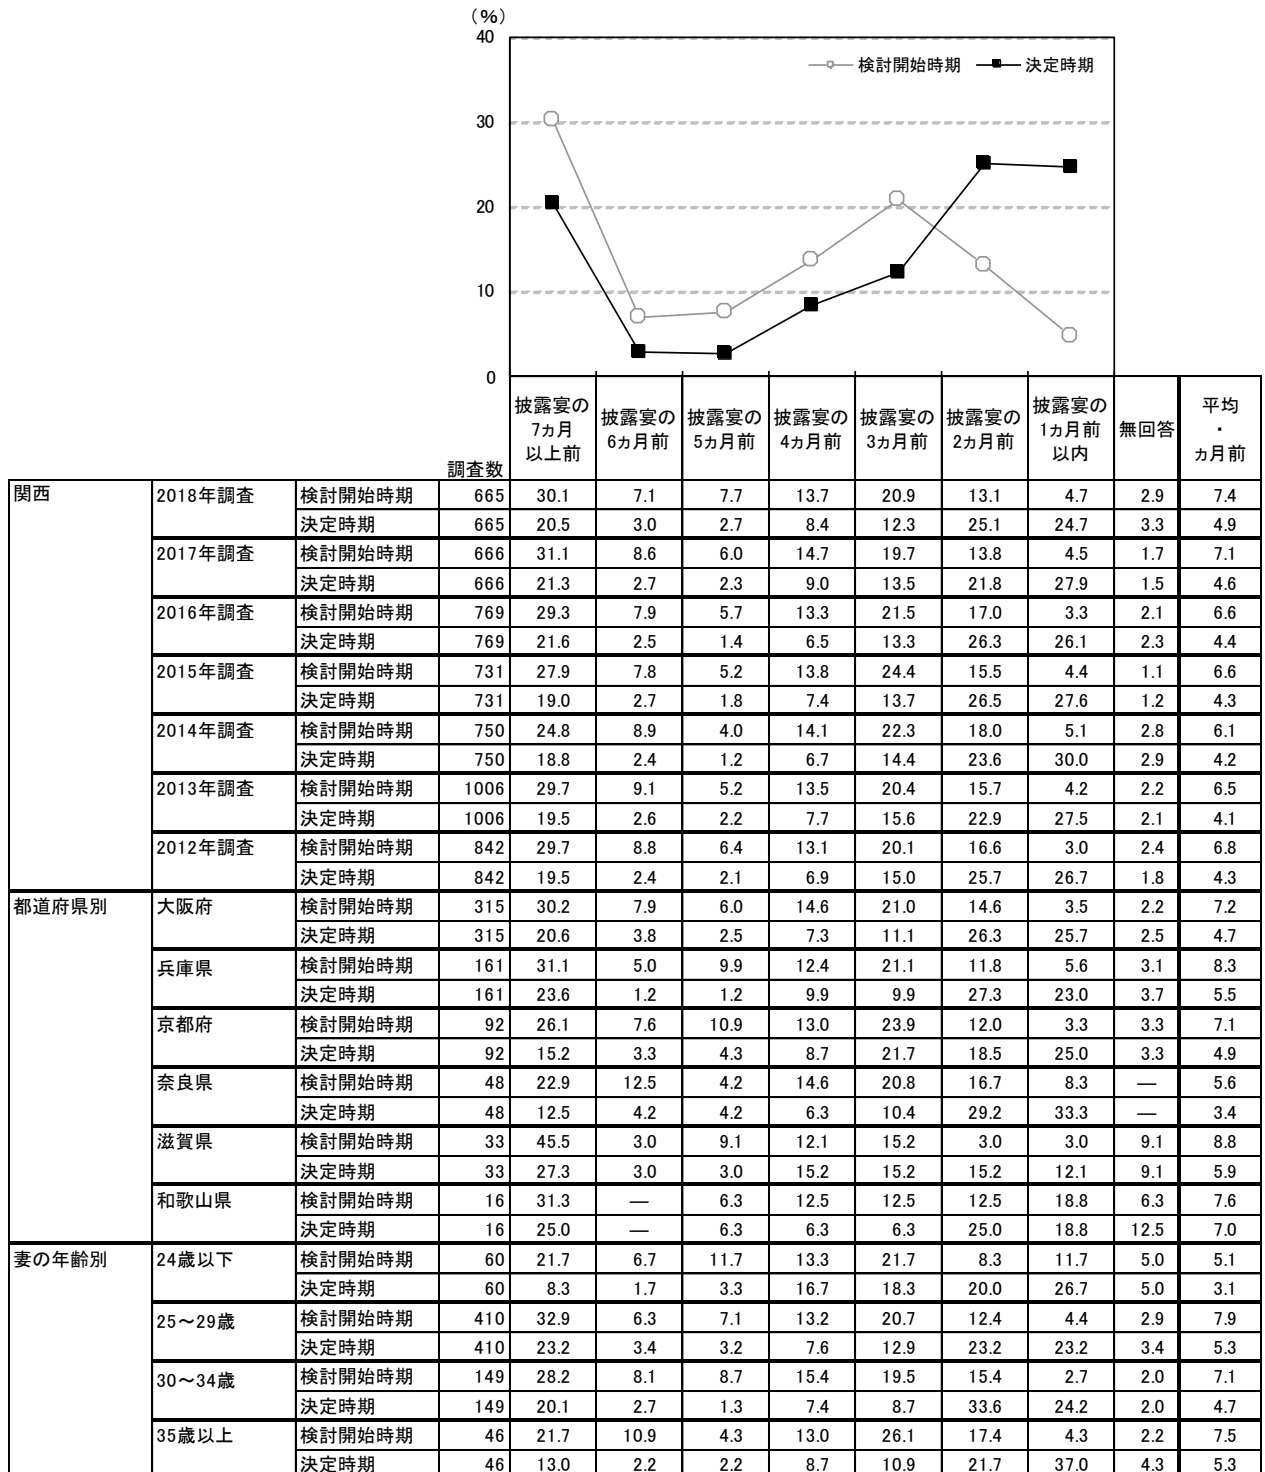 （%）
40
30
20
10
0
検討開始時期 決定時期
調査数 披露宴の7ヵ月以上前 披露宴の6ヵ月前 披露宴の5ヵ月前 披露宴の4ヵ月前 披露宴の3ヵ月前 披露宴の2ヵ月前 披露宴の1ヵ月前以内 無回答 平均・ヵ月前
関西 2018年調査 検討開始時期 665 30.1 7.1 7.7 13.7 20.9 13.1 4.7 2.9 7.4
決定時期 665 20.5 3.0 2.7 8.4 12.3 25.1 24.7 3.3 4.9
2017年調査 検討開始時期 666 31.1 8.6 6.0 14.7 19.7 13.8 4.5 1.7 7.1
決定時期 666 21.3 2.7 2.3 9.0 13.5 21.8 27.9 1.5 4.6
2016年調査 検討開始時期 769 29.3 7.9 5.7 13.3 21.5 17.0 3.3 2.1 6.6
決定時期 769 21.6 2.5 1.4 6.5 13.3 26.3 26.1 2.3 4.4
2015年調査 検討開始時期 731 27.9 7.8 5.2 13.8 24.4 15.5 4.4 1.1 6.6
決定時期 731 19.0 2.7 1.8 7.4 13.7 26.5 27.6 1.2 4.3
2014年調査 検討開始時期 750 24.8 8.9 4.0 14.1 22.3 18.0 5.1 2.8 6.1
決定時期 750 18.8 2.4 1.2 6.7 14.4 23.6 30.0 2.9 4.2
2013年調査 検討開始時期 1006 29.7 9.1 5.2 13.5 20.4 15.7 4.2 2.2 6.5
決定時期 1006 19.5 2.6 2.2 7.7 15.6 22.9 27.5 2.1 4.1
2012年調査 検討開始時期 842 29.7 8.8 6.4 13.1 20.1 16.6 3.0 2.4 6.8
決定時期 842 19.5 2.4 2.1 6.9 15.0 25.7 26.7 1.8 4.3
都道府県別 大阪府 検討開始時期 315 30.2 7.9 6.0 14.6 21.0 14.6 3.5 2.2 7.2
決定時期 315 20.6 3.8 2.5 7.3 11.1 26.3 25.7 2.5 4.7
兵庫県 検討開始時期 161 31.1 5.0 9.9 12.4 21.1 11.8 5.6 3.1 8.3
決定時期 161 23.6 1.2 1.2 9.9 9.9 27.3 23.0 3.7 5.5
京都府 検討開始時期 92 26.1 7.6 10.9 13.0 23.9 12.0 3.3 3.3 7.1
決定時期 92 15.2 3.3 4.3 8.7 21.7 18.5 25.0 3.3 4.9
奈良県 検討開始時期 48 22.9 12.5 4.2 14.6 20.8 16.7 8.3 ― 5.6
決定時期 48 12.5 4.2 4.2 6.3 10.4 29.2 33.3 ― 3.4
滋賀県 検討開始時期 33 45.5 3.0 9.1 12.1 15.2 3.0 3.0 9.1 8.8
決定時期 33 27.3 3.0 3.0 15.2 15.2 15.2 12.1 9.1 5.9
和歌山県 検討開始時期 16 31.3 ― 6.3 12.5 12.5 12.5 18.8 6.3 7.6
決定時期 16 25.0 ― 6.3 6.3 6.3 25.0 18.8 12.5 7.0
妻の年齢別 24歳以下 検討開始時期 60 21.7 6.7 11.7 13.3 21.7 8.3 11.7 5.0 5.1
決定時期 60 8.3 1.7 3.3 16.7 18.3 20.0 26.7 5.0 3.1
25～29歳 検討開始時期 410 32.9 6.3 7.1 13.2 20.7 12.4 4.4 2.9 7.9
決定時期 410 23.2 3.4 3.2 7.6 12.9 23.2 23.2 3.4 5.3
30～34歳 検討開始時期 149 28.2 8.1 8.7 15.4 19.5 15.4 2.7 2.0 7.1
決定時期 149 20.1 2.7 1.3 7.4 8.7 33.6 24.2 2.0 4.7
35歳以上 検討開始時期 46 21.7 10.9 4.3 13.0 26.1 17.4 4.3 2.2 7.5
決定時期 46 13.0 2.2 2.2 8.7 10.9 21.7 37.0 4.3 5.3